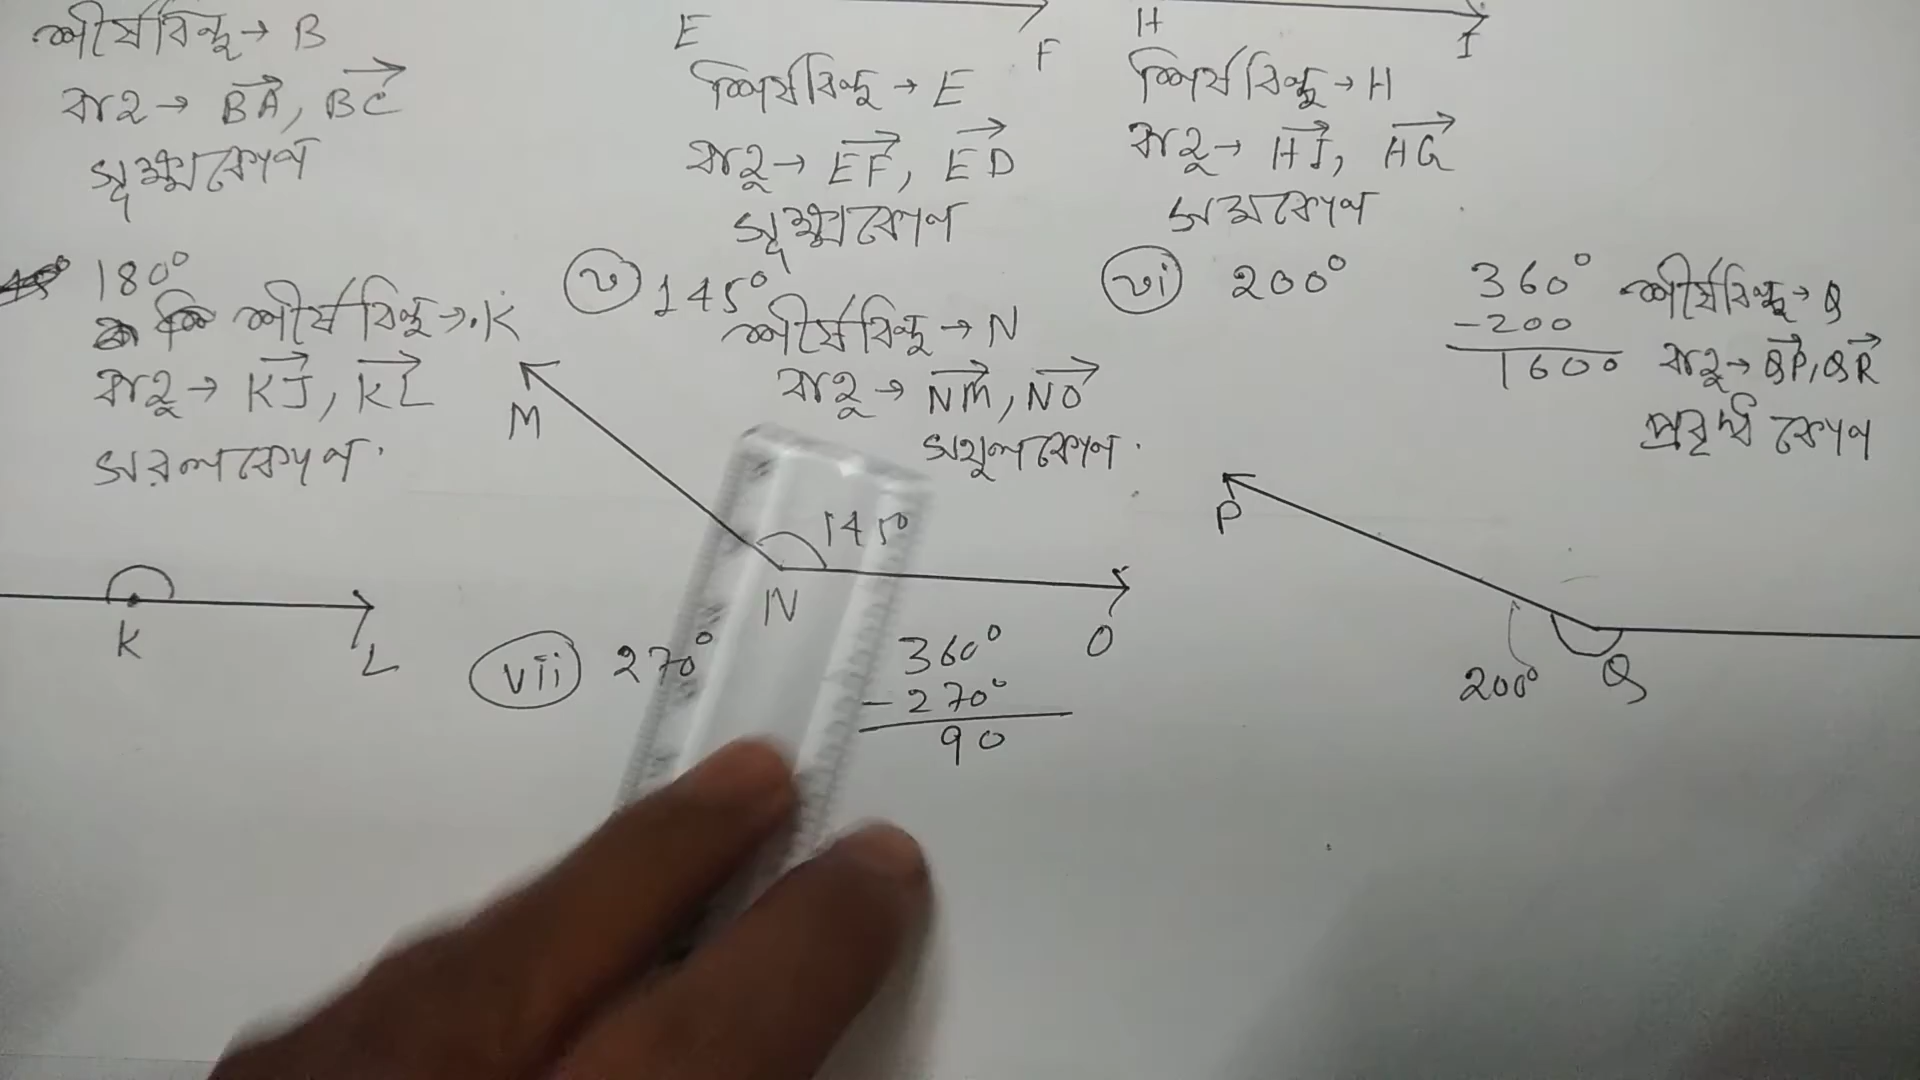 শীর্ষবিন্দু → B
বাহু → BA, BC
সূক্ষ্মকোণ
E
F
শির্ষবিন্দু → E
বাহু → EF, ED
সূক্ষ্মকোণ
H
I
শির্ষবিন্দু → H
বাহু → HI, HG
সমকোণ
180°
শীর্ষবিন্দু → K
বাহু → KJ, KL
সরলকোণ
K
L
v 145°
শীর্ষবিন্দু → N
বাহু → NM, NO
সথূলকোণ
M
145°
N
O
vi 200°
360°
-200
160°
শীর্ষবিন্দু → Q
বাহু → QP, QR
প্রবৃদ্ধ কোণ
P
200°
Q
vii 270°
360°
-270°
90